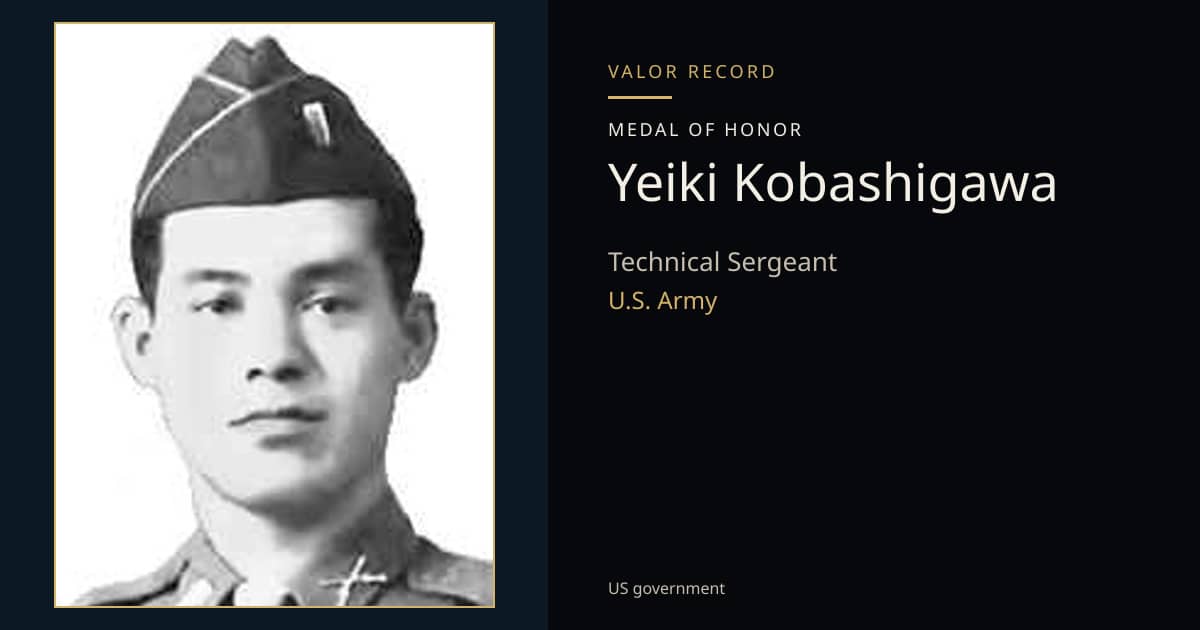 VALOR RECORD
MEDAL OF HONOR
Yeiki Kobashigawa
Technical Sergeant
U.S. Army
US government